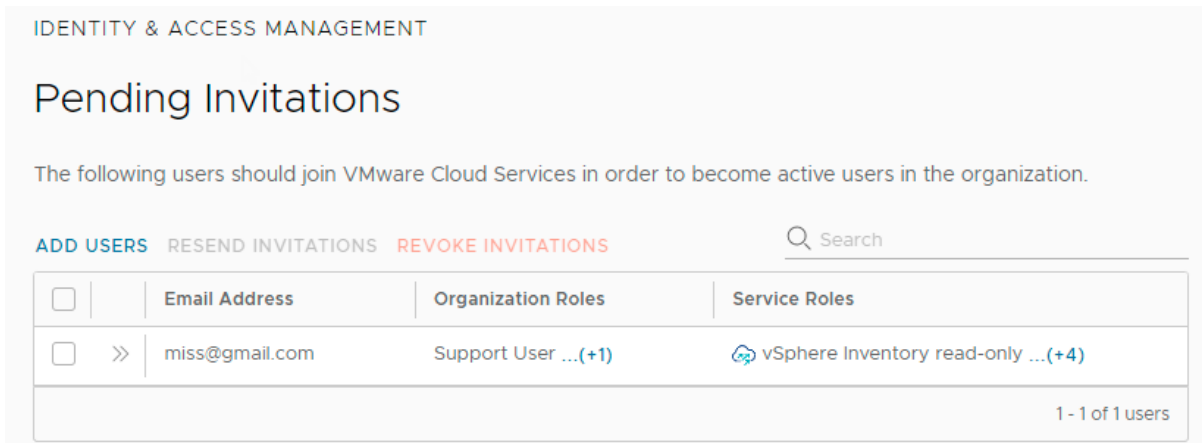 IDENTITY & ACCESS MANAGEMENT
Pending Invitations
The following users should join VMware Cloud Services in order to become active users in the organization.
ADD USERS RESEND INVITATIONS REVOKE INVITATIONS Search
Email Address Organization Roles Service Roles
miss@gmail.com Support User ...(+1) vSphere Inventory read-only ...(+4)
1 - 1 of 1 users